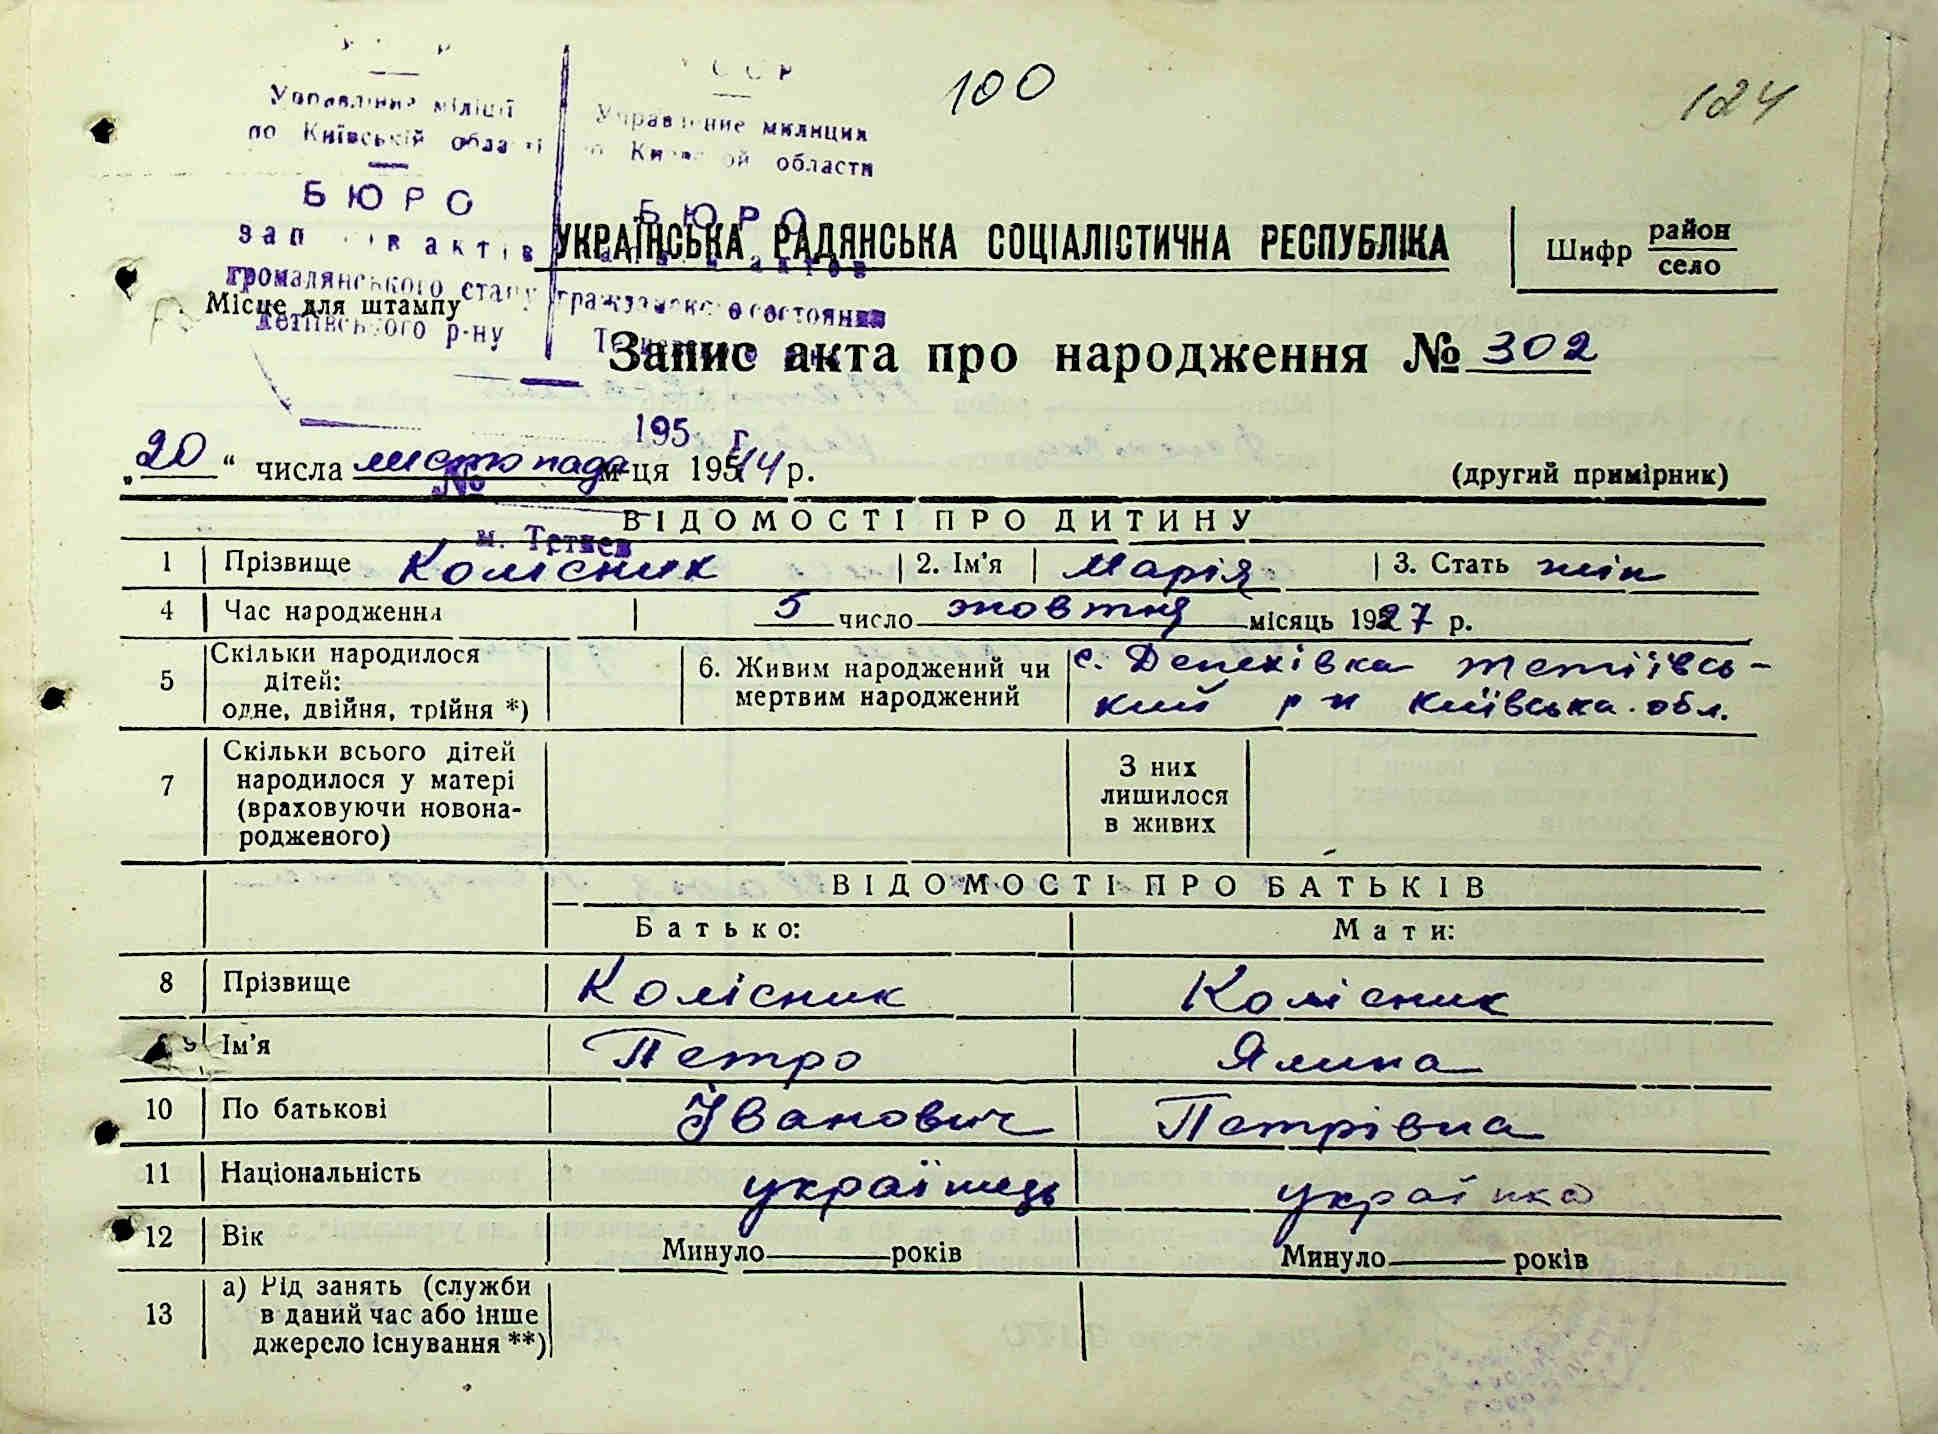 100
124
Управління міліції
по Київській області
БЮРО
громадянського стану
р-ну
Управление милиции
Киевской области
БЮРО
гражданского состояния
УКРАЇНСЬКА РАДЯНСЬКА СОЦІАЛІСТИЧНА РЕСПУБЛІКА
Шифр район
село
Місце для штампу
Запис акта про народження № 302
195 г.
„20“ числа листопада м-ця 1954 р.
№
(другий примірник)
ВІДОМОСТІ ПРО ДИТИНУ
м. Тетиев
1 Прізвище Колісник 2. Ім'я Марія 3. Стать жін
4 Час народження 5 число жовтня місяць 1927 р.
5 Скільки народилося дітей: одне, двійня, трійня *)
6. Живим народжений чи мертвим народжений
с. Денехівка Тетіївсь-
кий р-н Київська обл.
7 Скільки всього дітей народилося у матері (враховуючи новонародженого)
З них лишилося в живих
ВІДОМОСТІ ПРО БАТЬКІВ
Батько: Мати:
8 Прізвище Колісник Колісник
9 Ім'я Петро Ялина
10 По батькові Іванович Петрівна
11 Національність українець українка
12 Вік Минуло років Минуло років
13 а) Рід занять (служби в даний час або інше джерело існування **)